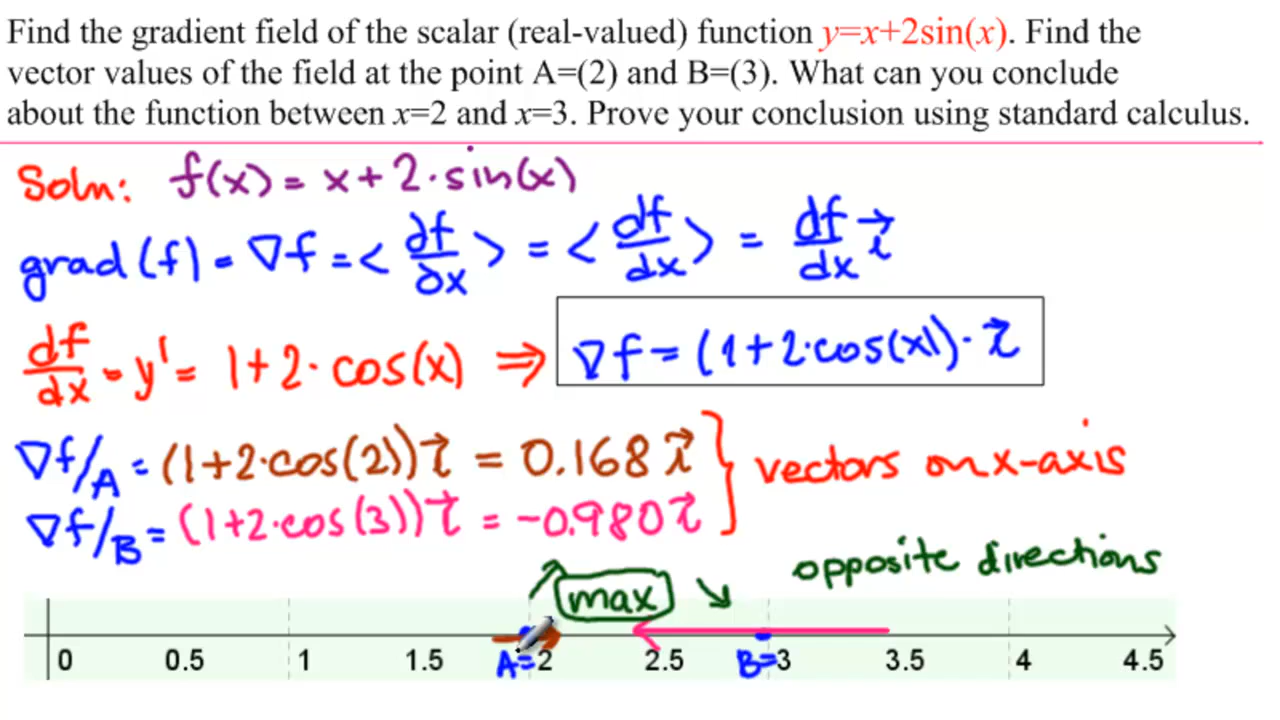 Find the gradient field of the scalar (real-valued) function y=x+2sin(x). Find the
vector values of the field at the point A=(2) and B=(3). What can you conclude
about the function between x=2 and x=3. Prove your conclusion using standard calculus.
Soln: f(x) = x + 2·sin(x)
grad(f) = ∇f = < ∂f/∂x > = < df/dx > = df/dx i⃗
df/dx = y' = 1+2·cos(x) ⇒ ∇f = (1+2·cos(x))·i⃗
∇f/A = (1+2·cos(2))i⃗ = 0.168 i⃗ } vectors on x-axis
∇f/B = (1+2·cos(3))i⃗ = -0.980 i⃗
opposite directions
↗ max ↘
0 0.5 1 1.5 A=2 2.5 B=3 3.5 4 4.5